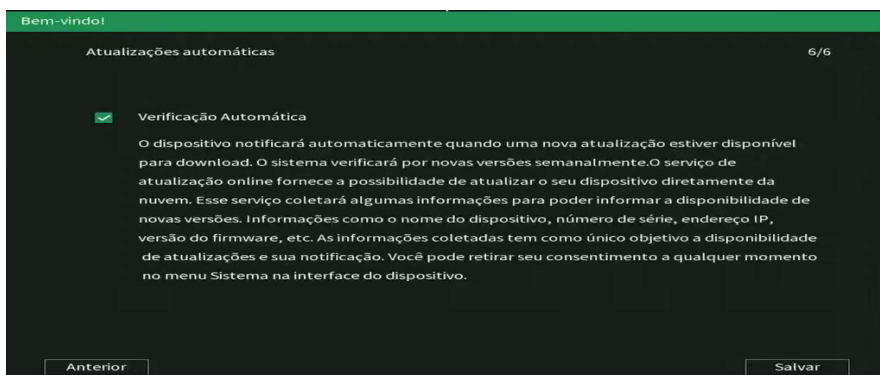 Bem-vindo!
Atualizações automáticas 6/6
Verificação Automática
O dispositivo notificará automaticamente quando uma nova atualização estiver disponível
para download. O sistema verificará por novas versões semanalmente.O serviço de
atualização online fornece a possibilidade de atualizar o seu dispositivo diretamente da
nuvem. Esse serviço coletará algumas informações para poder informar a disponibilidade de
novas versões. Informações como o nome do dispositivo, número de série, endereço IP,
versão do firmware, etc. As informações coletadas tem como único objetivo a disponibilidade
de atualizações e sua notificação. Você pode retirar seu consentimento a qualquer momento
no menu Sistema na interface do dispositivo.
Anterior Salvar